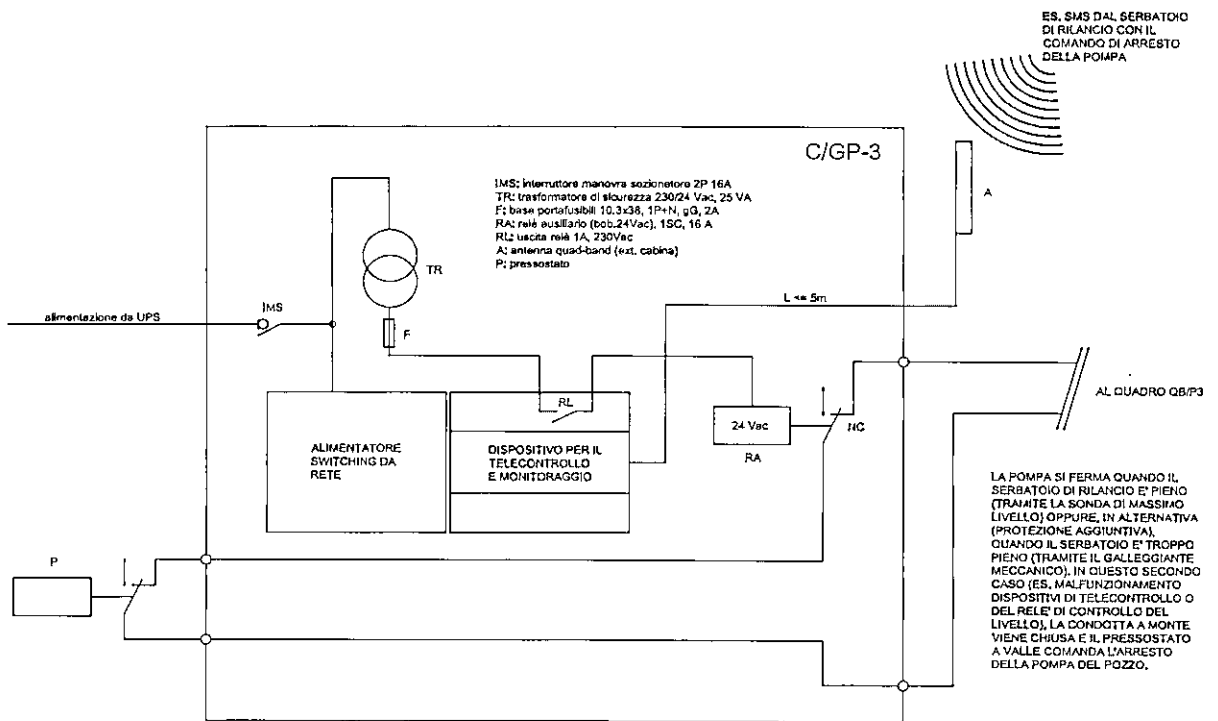 ES. SMS DAL SERBATOIO
DI RILANCIO CON IL
COMANDO DI ARRESTO
DELLA POMPA
C/GP-3
IMS: interruttore manovra sezionatore 2P 16A
TR: trasformatore di sicurezza 230/24 Vac, 25 VA
F: base portafusibili 10.3x38, 1P+N, gG, 2A
RA: relè ausiliario (bob.24Vac), 1SC, 16 A
RL: uscita relè 1A, 230Vac
A: antenna quad-band (ext. cabina)
P: pressostato
A
TR
L <= 5m
IMS
alimentazione da UPS
F
AL QUADRO QB/P3
RL
24 Vac
NC
RA
ALIMENTATORE
SWITCHING DA
RETE
DISPOSITIVO PER IL
TELECONTROLLO
E MONITORAGGIO
LA POMPA SI FERMA QUANDO IL
SERBATOIO DI RILANCIO E' PIENO
(TRAMITE LA SONDA DI MASSIMO
LIVELLO) OPPURE, IN ALTERNATIVA
(PROTEZIONE AGGIUNTIVA),
QUANDO IL SERBATOIO E' TROPPO
PIENO (TRAMITE IL GALLEGGIANTE
MECCANICO). IN QUESTO SECONDO
CASO (ES. MALFUNZIONAMENTO
DISPOSITIVI DI TELECONTROLLO O
DEL RELE' DI CONTROLLO DEL
LIVELLO), LA CONDOTTA A MONTE
VIENE CHIUSA E IL PRESSOSTATO
A VALLE COMANDA L'ARRESTO
DELLA POMPA DEL POZZO.
P